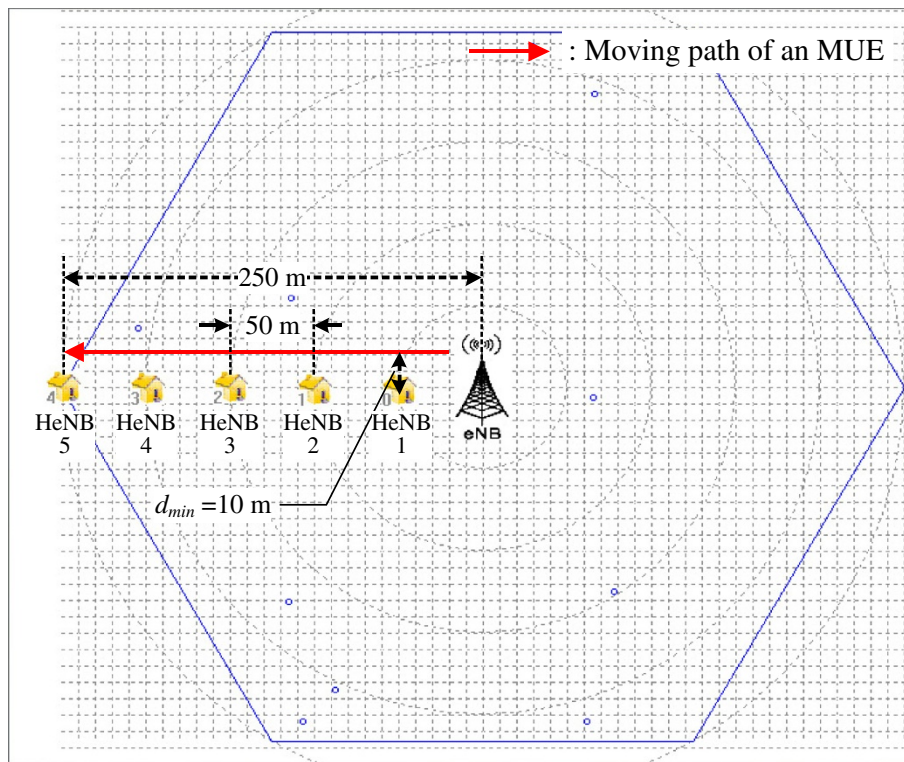 : Moving path of an MUE
250 m
50 m
4 3 2 1 0
HeNB HeNB HeNB HeNB HeNB
5 4 3 2 1
eNB
dmin =10 m